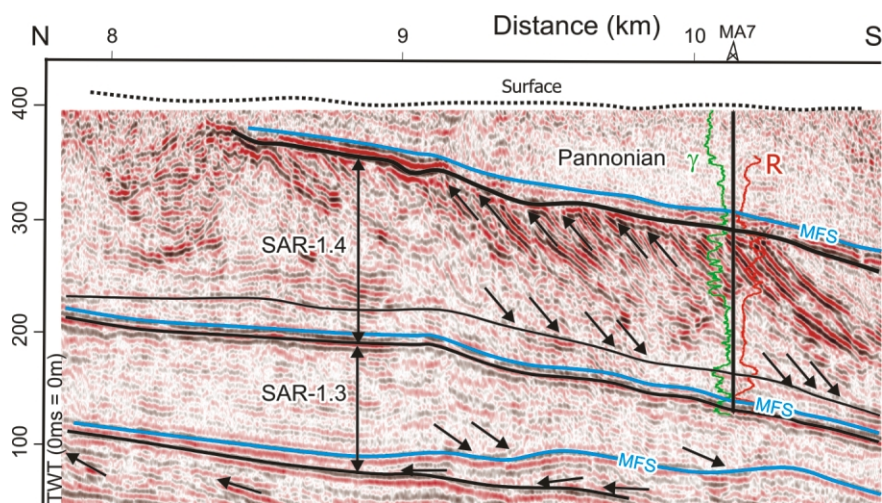 Distance (km)
N
8
9
10
MA7
S
Surface
400
Pannonian
γ
R
300
MFS
SAR-1.4
200
SAR-1.3
MFS
100
MFS
TWT (0ms = 0m)